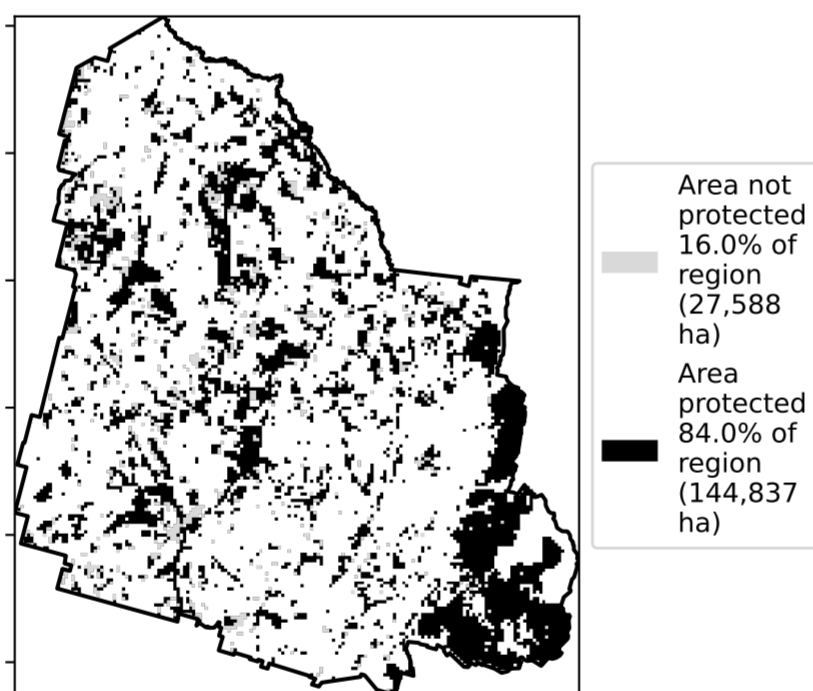 Area not
protected
16.0% of
region
(27,588
ha)
Area
protected
84.0% of
region
(144,837
ha)